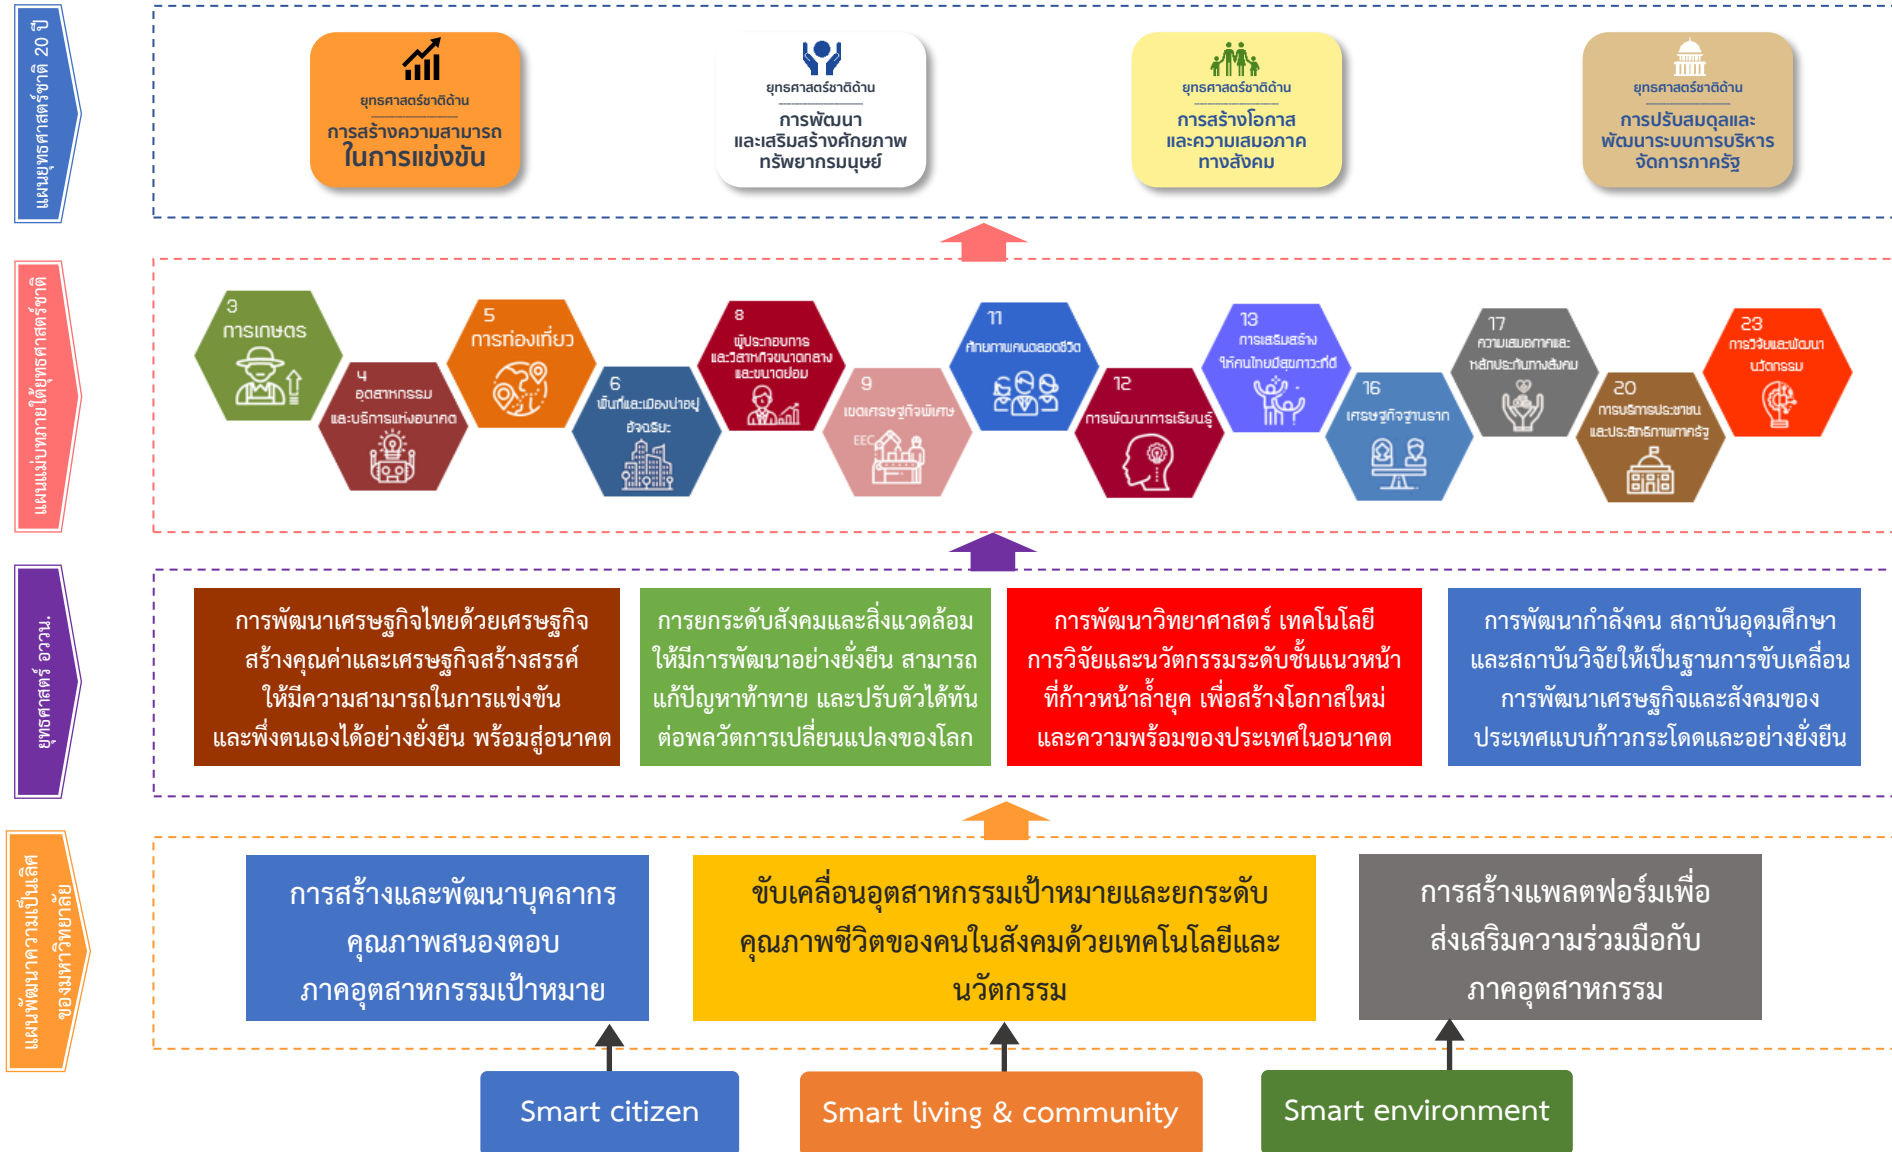 แผนยุทธศาสตร์ชาติ 20 ปี
ยุทธศาสตร์ชาติด้าน
การสร้างความสามารถ
ในการแข่งขัน
ยุทธศาสตร์ชาติด้าน
การพัฒนา
และเสริมสร้างศักยภาพ
ทรัพยากรมนุษย์
ยุทธศาสตร์ชาติด้าน
การสร้างโอกาส
และความเสมอภาค
ทางสังคม
ยุทธศาสตร์ชาติด้าน
การปรับสมดุลและ
พัฒนาระบบการบริหาร
จัดการภาครัฐ
แผนแม่บทภายใต้ยุทธศาสตร์ชาติ
3
การเกษตร
4
อุตสาหกรรม
และบริการแห่งอนาคต
5
การท่องเที่ยว
6
พื้นที่และเมืองน่าอยู่
อัจฉริยะ
8
ผู้ประกอบการ
และวิสาหกิจขนาดกลาง
และขนาดย่อม
9
เขตเศรษฐกิจพิเศษ
EEC
11
ศักยภาพคนตลอดชีวิต
12
การพัฒนาการเรียนรู้
13
การเสริมสร้าง
ให้คนไทยมีสุขภาวะที่ดี
16
เศรษฐกิจฐานราก
17
ความเสมอภาคและ
หลักประกันทางสังคม
20
การบริการประชาชน
และประสิทธิภาพภาครัฐ
23
การวิจัยและพัฒนา
นวัตกรรม
ยุทธศาสตร์ อววน.
การพัฒนาเศรษฐกิจไทยด้วยเศรษฐกิจ
สร้างคุณค่าและเศรษฐกิจสร้างสรรค์
ให้มีความสามารถในการแข่งขัน
และพึ่งตนเองได้อย่างยั่งยืน พร้อมสู่อนาคต
การยกระดับสังคมและสิ่งแวดล้อม
ให้มีการพัฒนาอย่างยั่งยืน สามารถ
แก้ปัญหาท้าทาย และปรับตัวได้ทัน
ต่อพลวัตการเปลี่ยนแปลงของโลก
การพัฒนาวิทยาศาสตร์ เทคโนโลยี
การวิจัยและนวัตกรรมระดับชั้นแนวหน้า
ที่ก้าวหน้าล้ำยุค เพื่อสร้างโอกาสใหม่
และความพร้อมของประเทศในอนาคต
การพัฒนากำลังคน สถาบันอุดมศึกษา
และสถาบันวิจัยให้เป็นฐานการขับเคลื่อน
การพัฒนาเศรษฐกิจและสังคมของ
ประเทศแบบก้าวกระโดดและอย่างยั่งยืน
แผนพัฒนาความเป็นเลิศ
ของมหาวิทยาลัย
การสร้างและพัฒนาบุคลากร
คุณภาพสนองตอบ
ภาคอุตสาหกรรมเป้าหมาย
ขับเคลื่อนอุตสาหกรรมเป้าหมายและยกระดับ
คุณภาพชีวิตของคนในสังคมด้วยเทคโนโลยีและ
นวัตกรรม
การสร้างแพลตฟอร์มเพื่อ
ส่งเสริมความร่วมมือกับ
ภาคอุตสาหกรรม
Smart citizen
Smart living & community
Smart environment